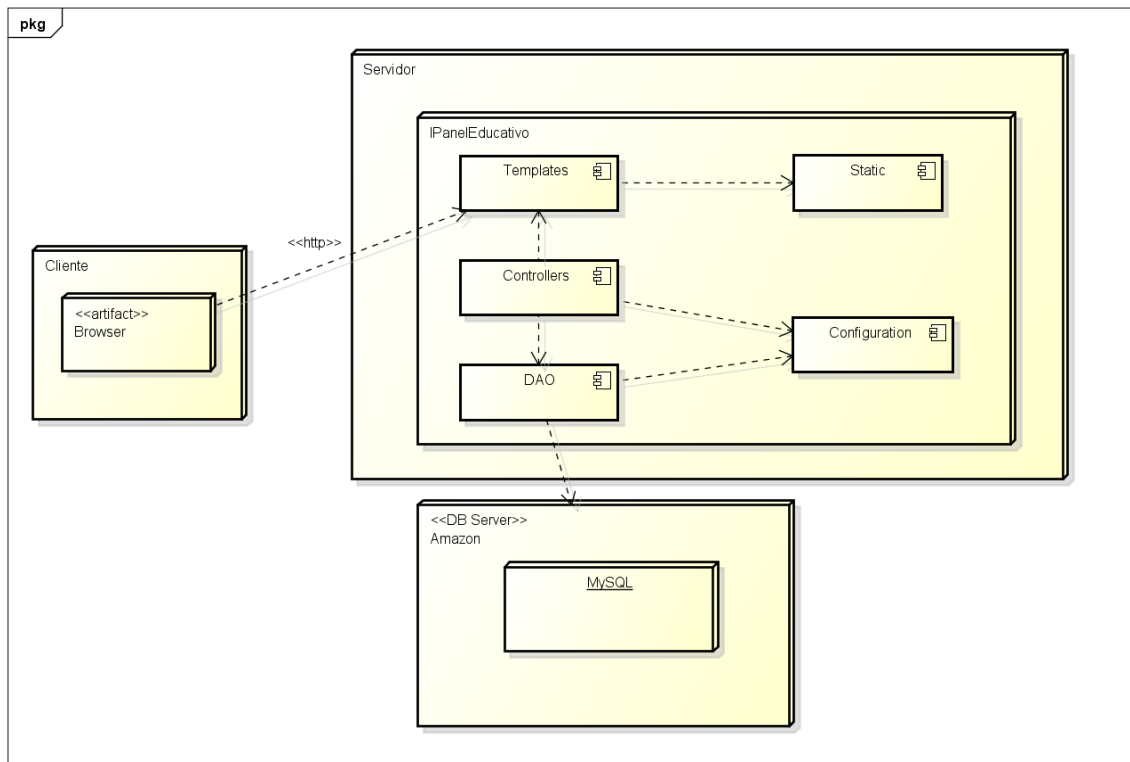 pkg
Servidor
IPanelEducativo
Templates
Static
<<http>>
Cliente
Controllers
<<artifact>>
Browser
Configuration
DAO
<<DB Server>>
Amazon
MySQL